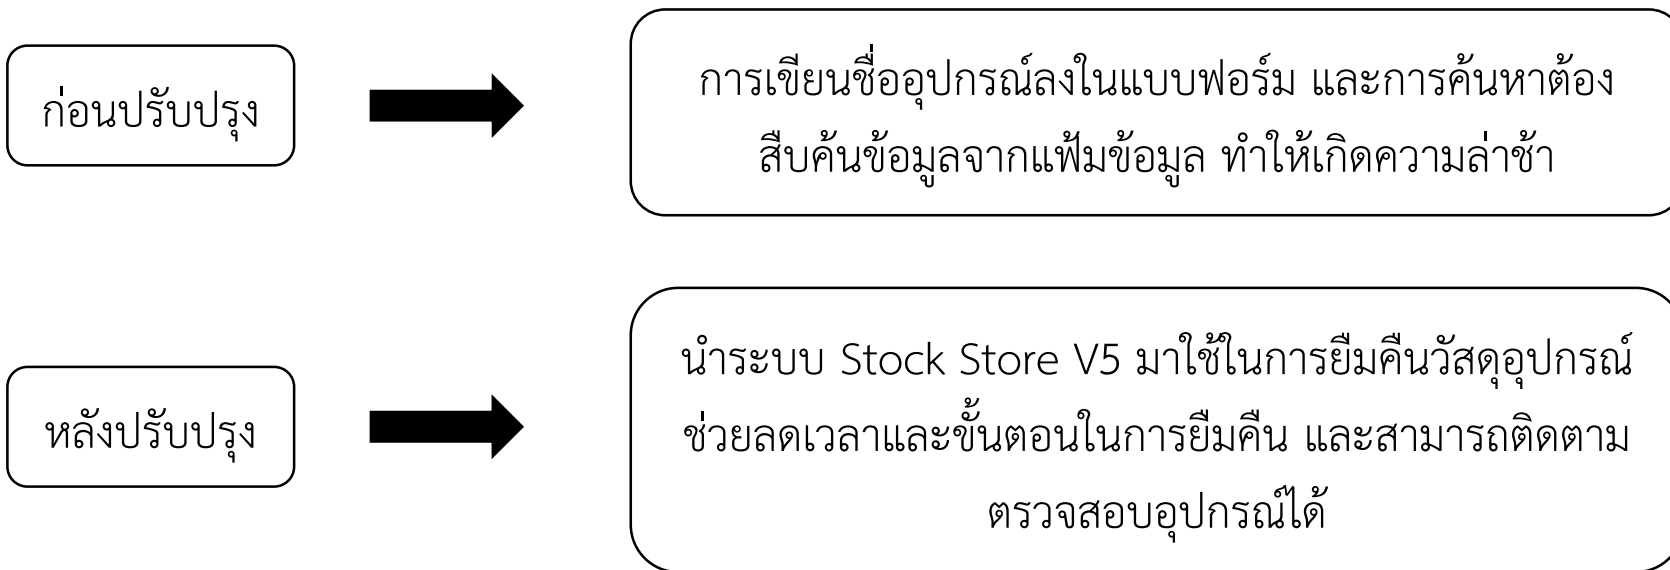 ก่อนปรับปรุง
การเขียนชื่ออุปกรณ์ลงในแบบฟอร์ม และการค้นหาต้อง
สืบค้นข้อมูลจากแฟ้มข้อมูล ทำให้เกิดความล่าช้า
หลังปรับปรุง
นำระบบ Stock Store V5 มาใช้ในการยืมคืนวัสดุอุปกรณ์
ช่วยลดเวลาและขั้นตอนในการยืมคืน และสามารถติดตาม
ตรวจสอบอุปกรณ์ได้